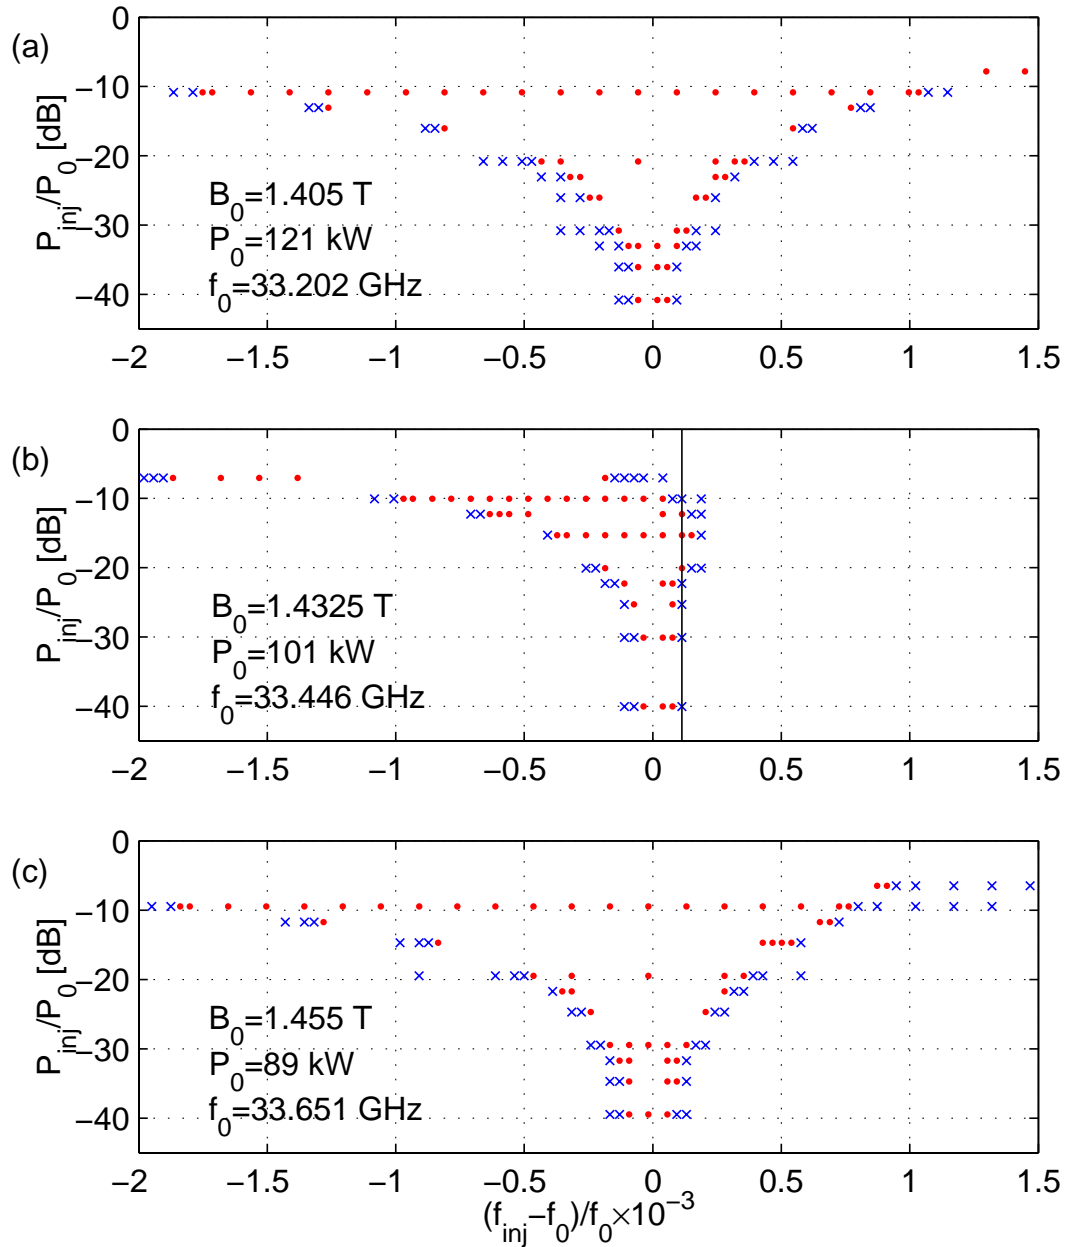 (a)
P_inj/P_0 [dB]
0
−10
−20
−30
−40
B_0=1.405 T
P_0=121 kW
f_0=33.202 GHz
−2 −1.5 −1 −0.5 0 0.5 1 1.5
(b)
P_inj/P_0 [dB]
0
−10
−20
−30
−40
B_0=1.4325 T
P_0=101 kW
f_0=33.446 GHz
−2 −1.5 −1 −0.5 0 0.5 1 1.5
(c)
P_inj/P_0 [dB]
0
−10
−20
−30
−40
B_0=1.455 T
P_0=89 kW
f_0=33.651 GHz
−2 −1.5 −1 −0.5 0 0.5 1 1.5
(f_inj−f_0)/f_0×10^−3